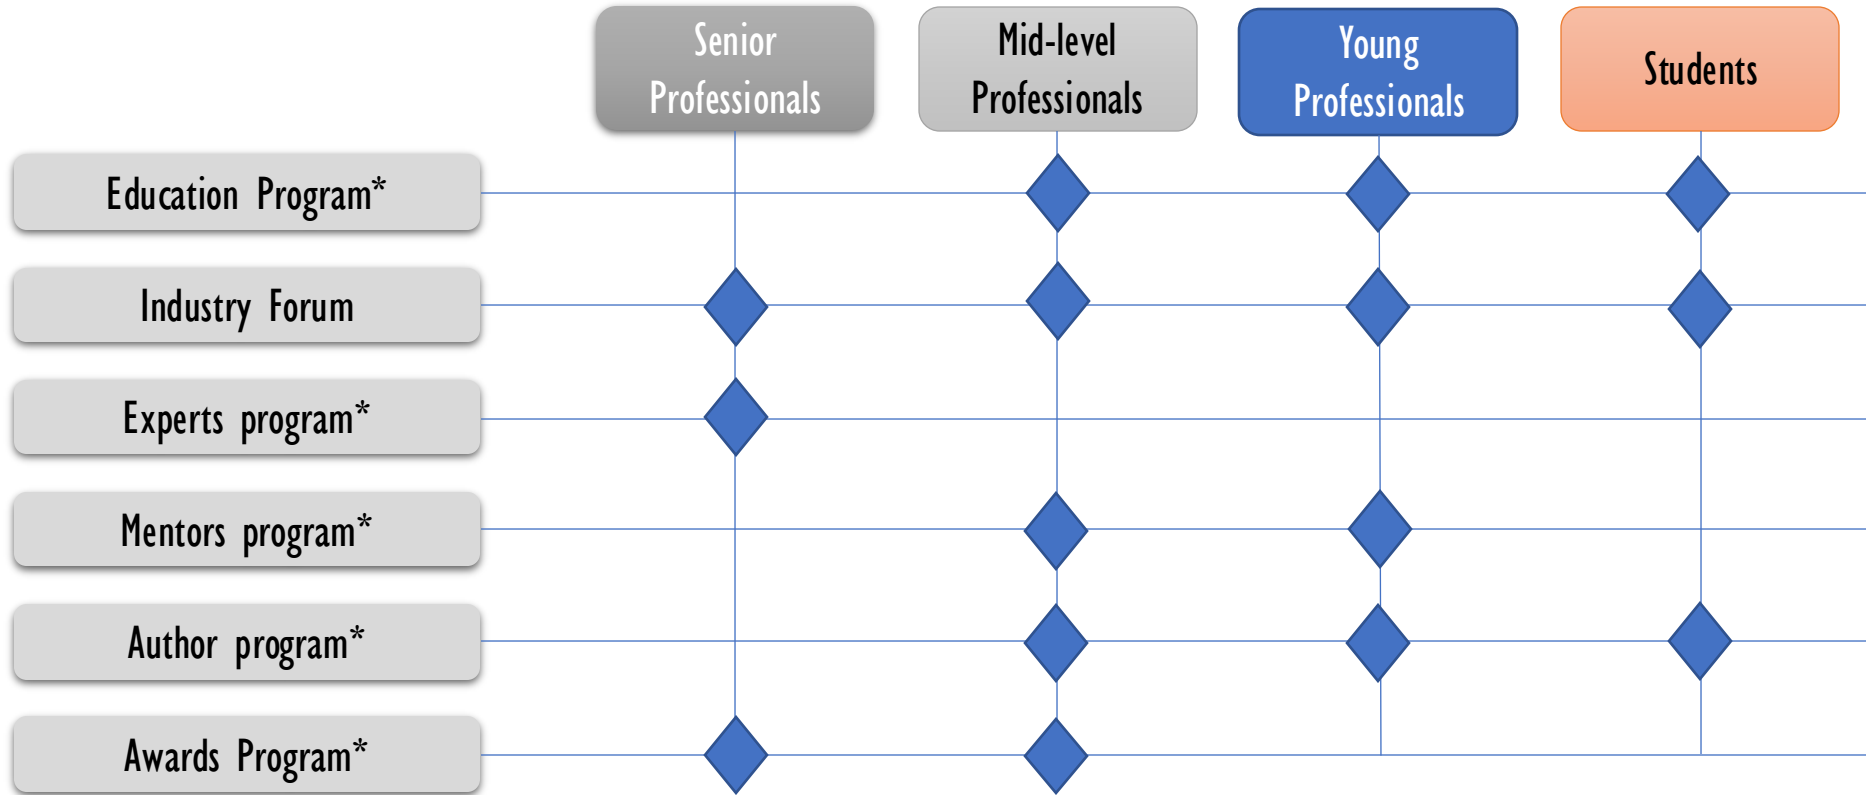 Senior
Professionals
Mid-level
Professionals
Young
Professionals
Students
Education Program*
Industry Forum
Experts program*
Mentors program*
Author program*
Awards Program*